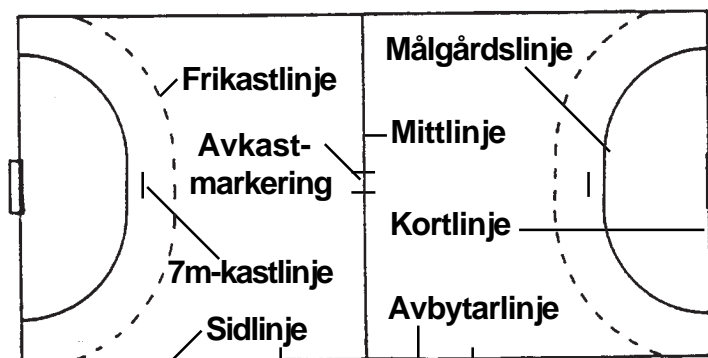 Målgårdslinje
Frikastlinje
Mittlinje
Avkast-
markering
Kortlinje
7m-kastlinje
Avbytarlinje
Sidlinje